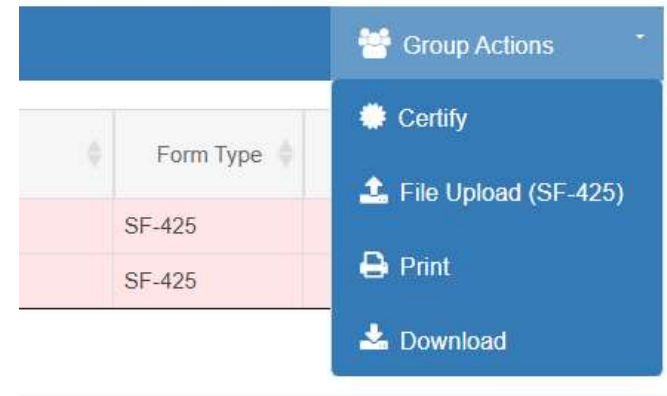 Group Actions
Certify
Form Type
File Upload (SF-425)
SF-425
Print
SF-425
Download